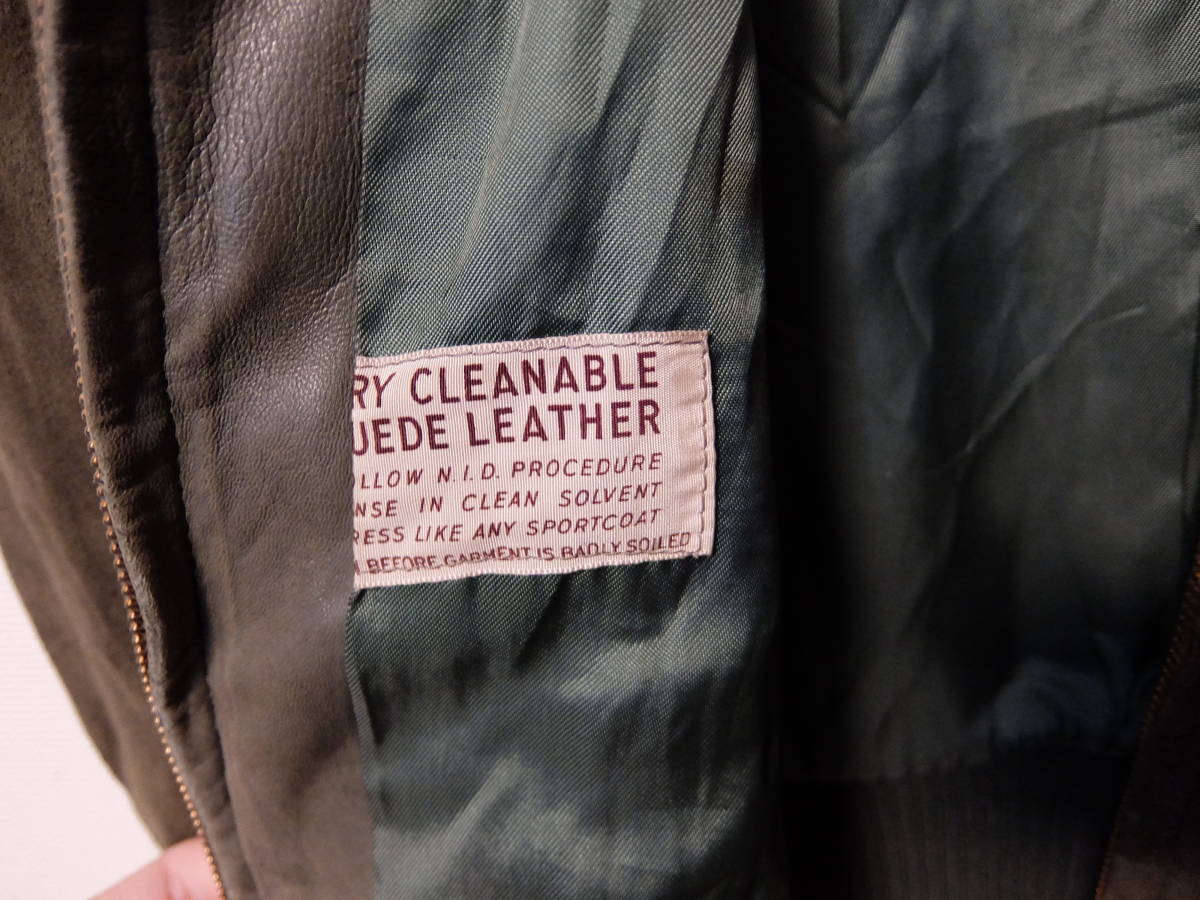 RY CLEANABLE
UEDE LEATHER
LLOW N.I.D. PROCEDURE
NSE IN CLEAN SOLVENT
RESS LIKE ANY SPORTCOAT
BEFORE GARMENT IS BADLY SOILED